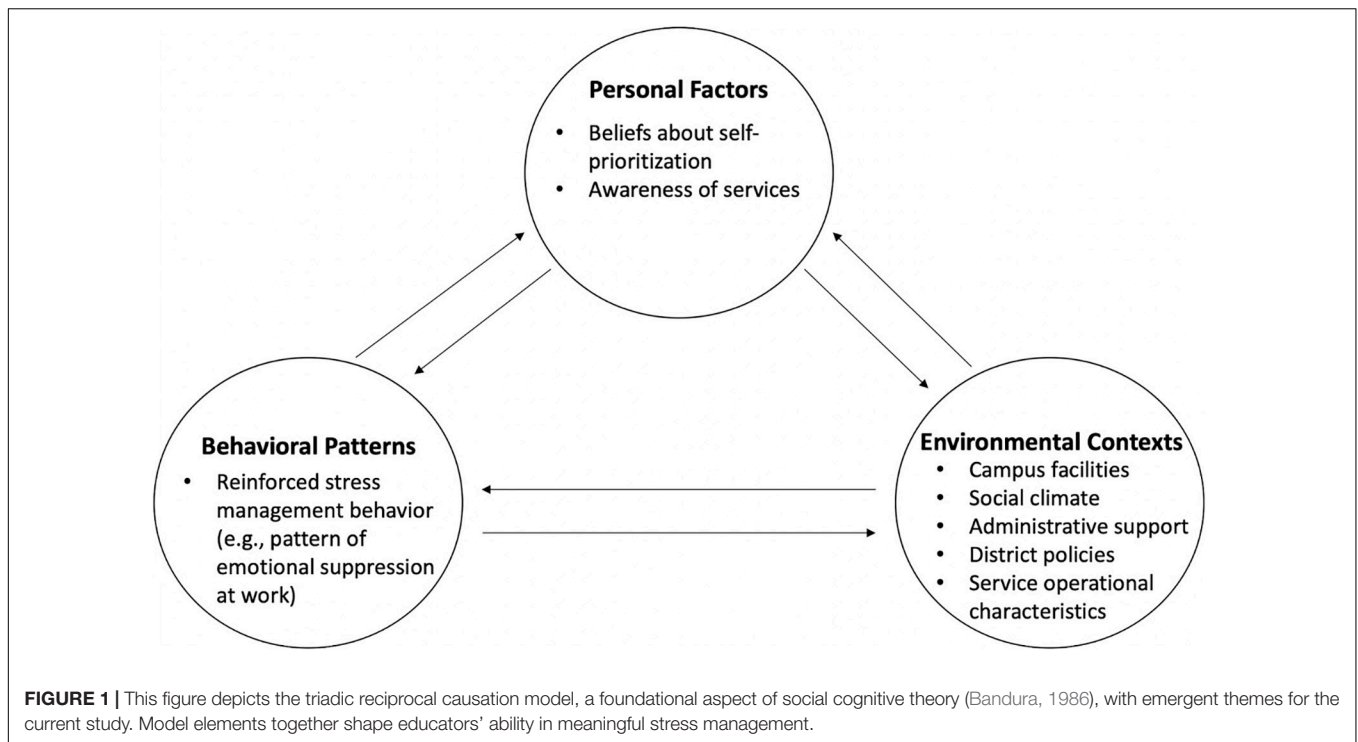 Personal Factors
• Beliefs about self-
prioritization
• Awareness of services
Behavioral Patterns
• Reinforced stress
management behavior
(e.g., pattern of
emotional suppression
at work)
Environmental Contexts
• Campus facilities
• Social climate
• Administrative support
• District policies
• Service operational
characteristics
FIGURE 1 | This figure depicts the triadic reciprocal causation model, a foundational aspect of social cognitive theory (Bandura, 1986), with emergent themes for the
current study. Model elements together shape educators’ ability in meaningful stress management.